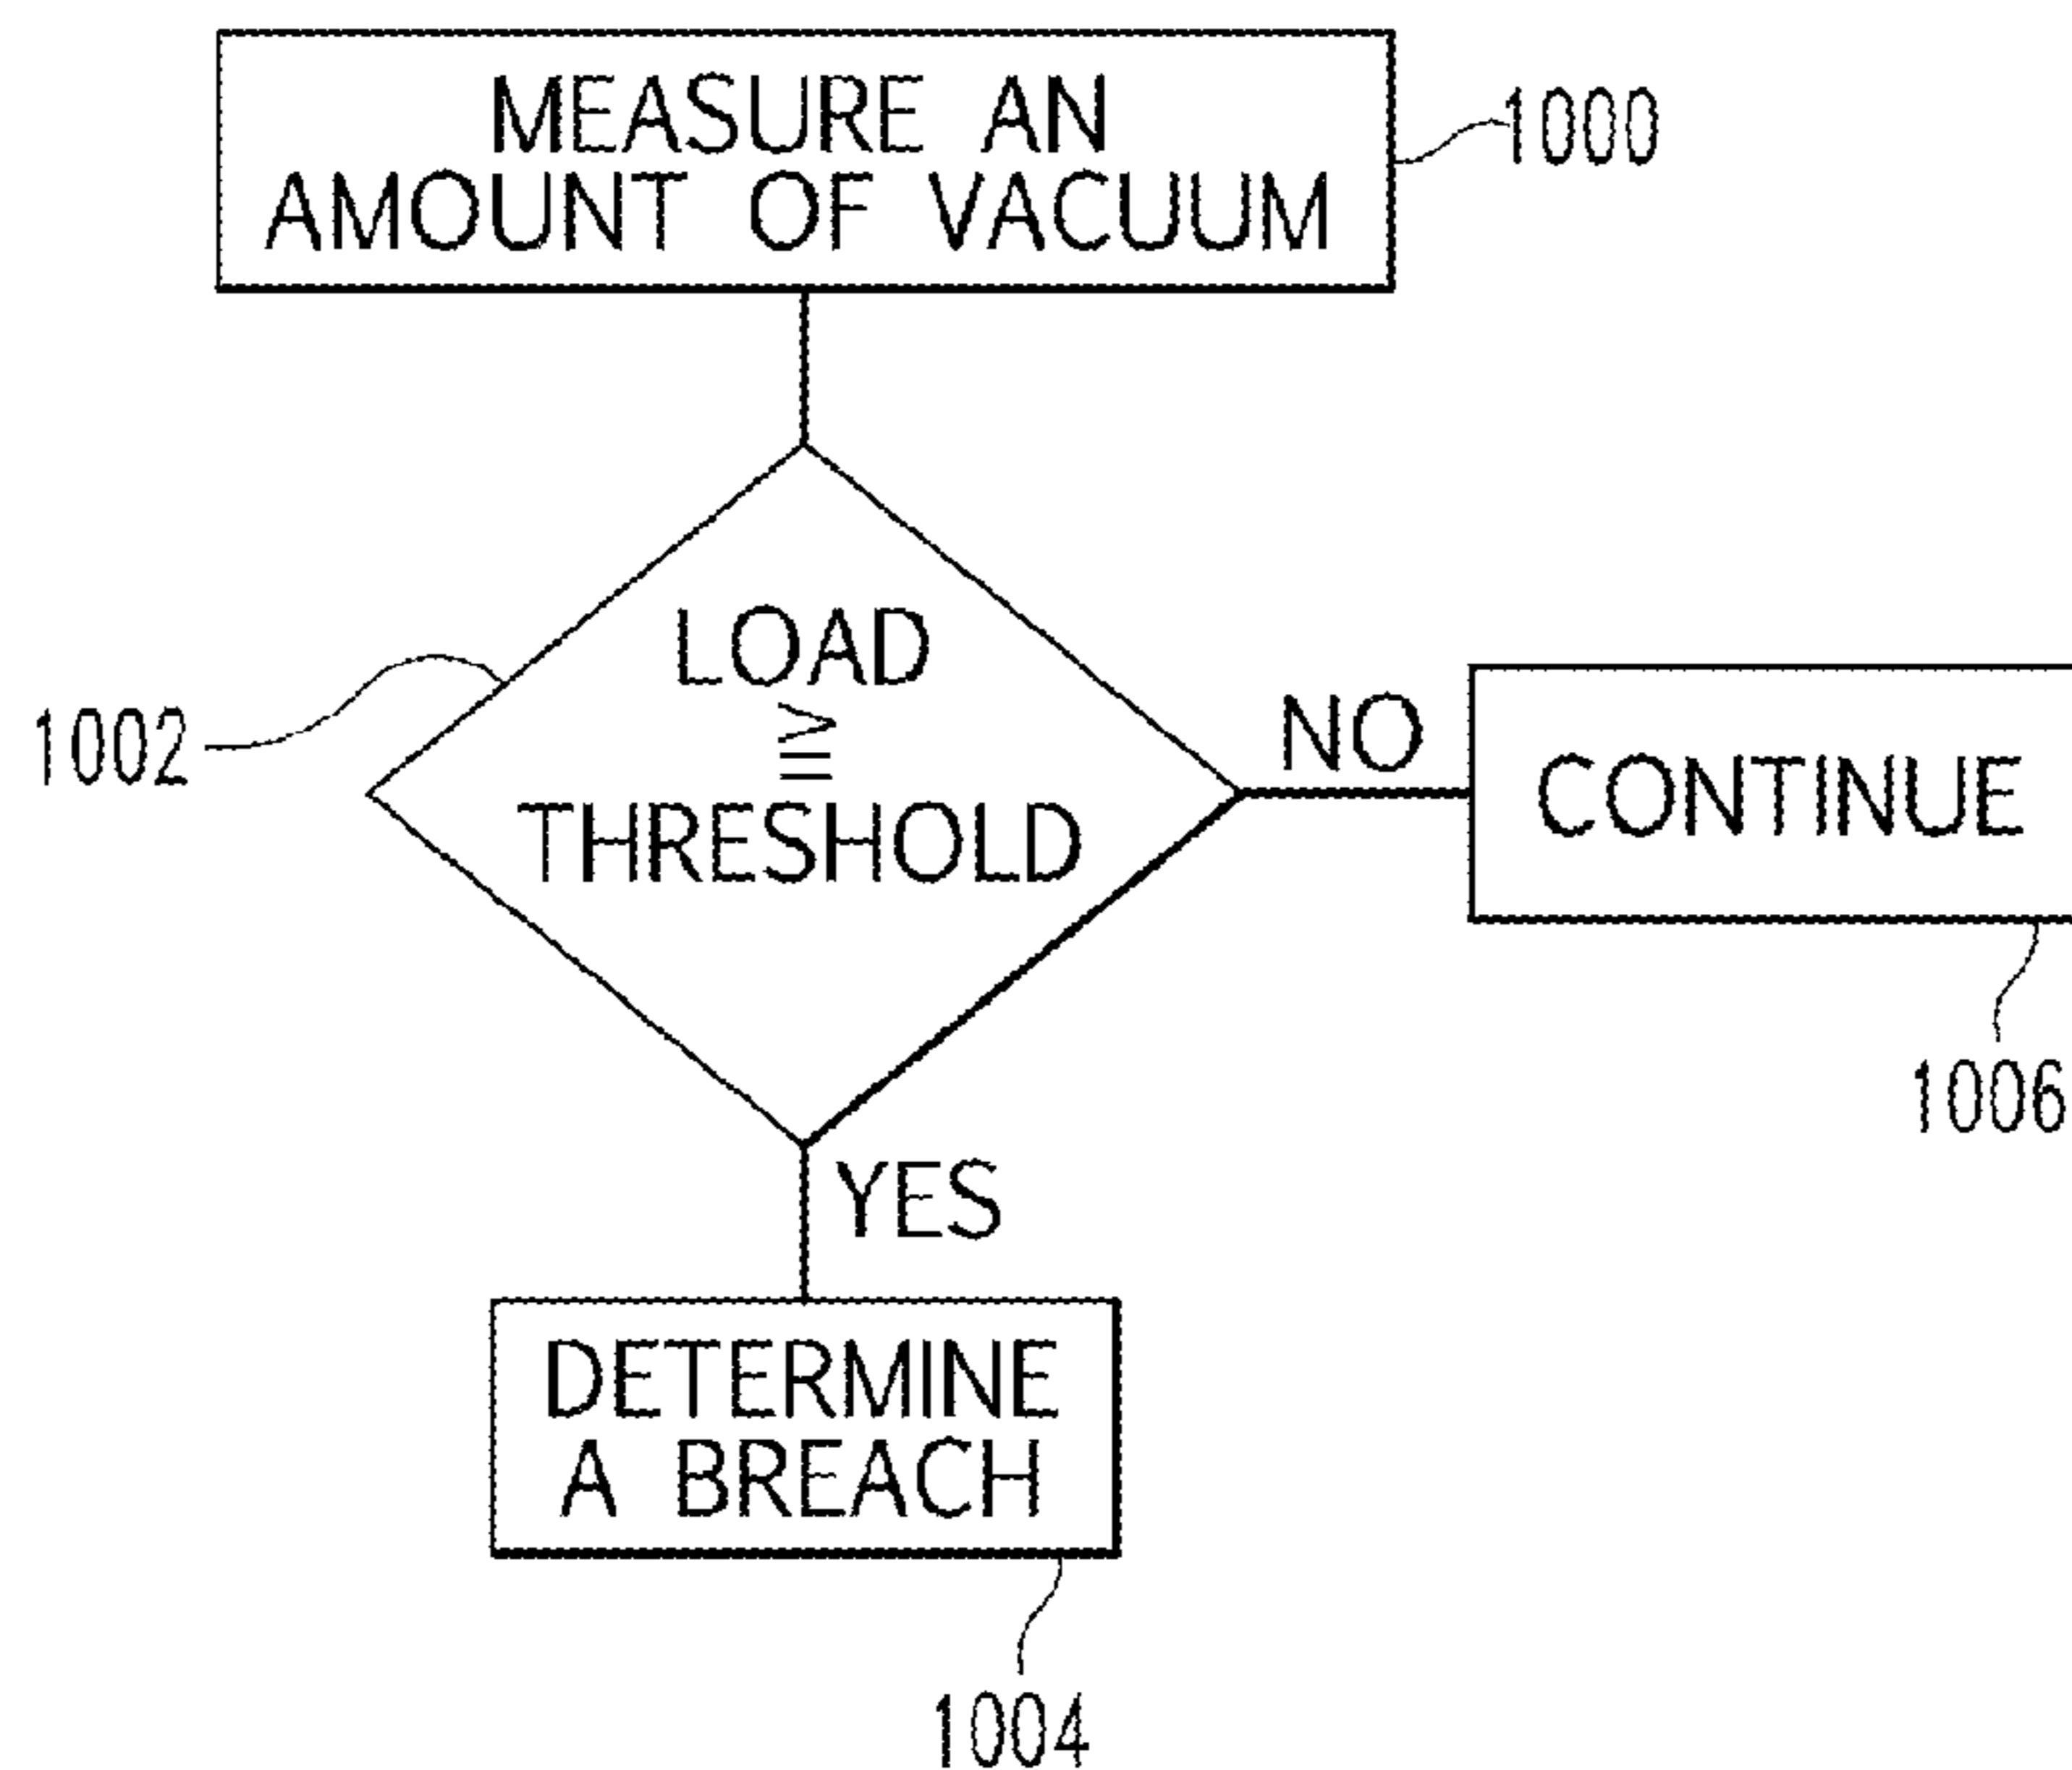 MEASURE AN
AMOUNT OF VACUUM
1000
LOAD
≧
THRESHOLD
1002
NO
CONTINUE
1006
YES
DETERMINE
A BREACH
1004